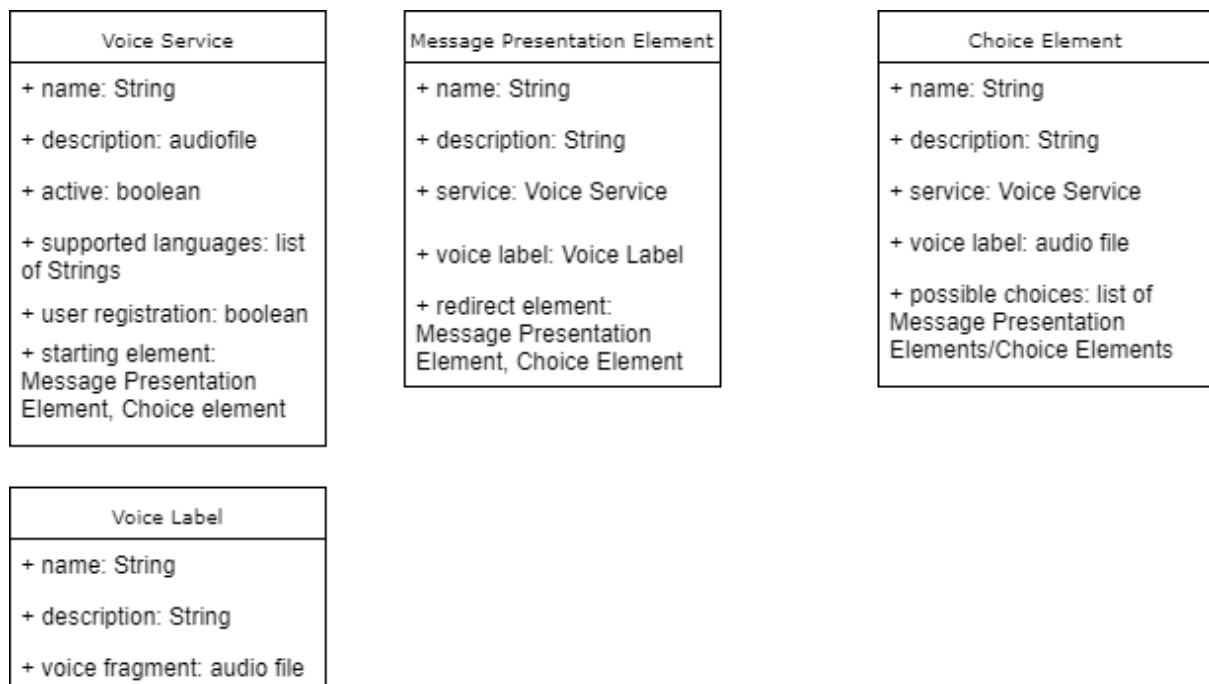 Voice Service
+ name: String
+ description: audiofile
+ active: boolean
+ supported languages: list
of Strings
+ user registration: boolean
+ starting element:
Message Presentation
Element, Choice element
Message Presentation Element
+ name: String
+ description: String
+ service: Voice Service
+ voice label: Voice Label
+ redirect element:
Message Presentation
Element, Choice Element
Choice Element
+ name: String
+ description: String
+ service: Voice Service
+ voice label: audio file
+ possible choices: list of
Message Presentation
Elements/Choice Elements
Voice Label
+ name: String
+ description: String
+ voice fragment: audio file